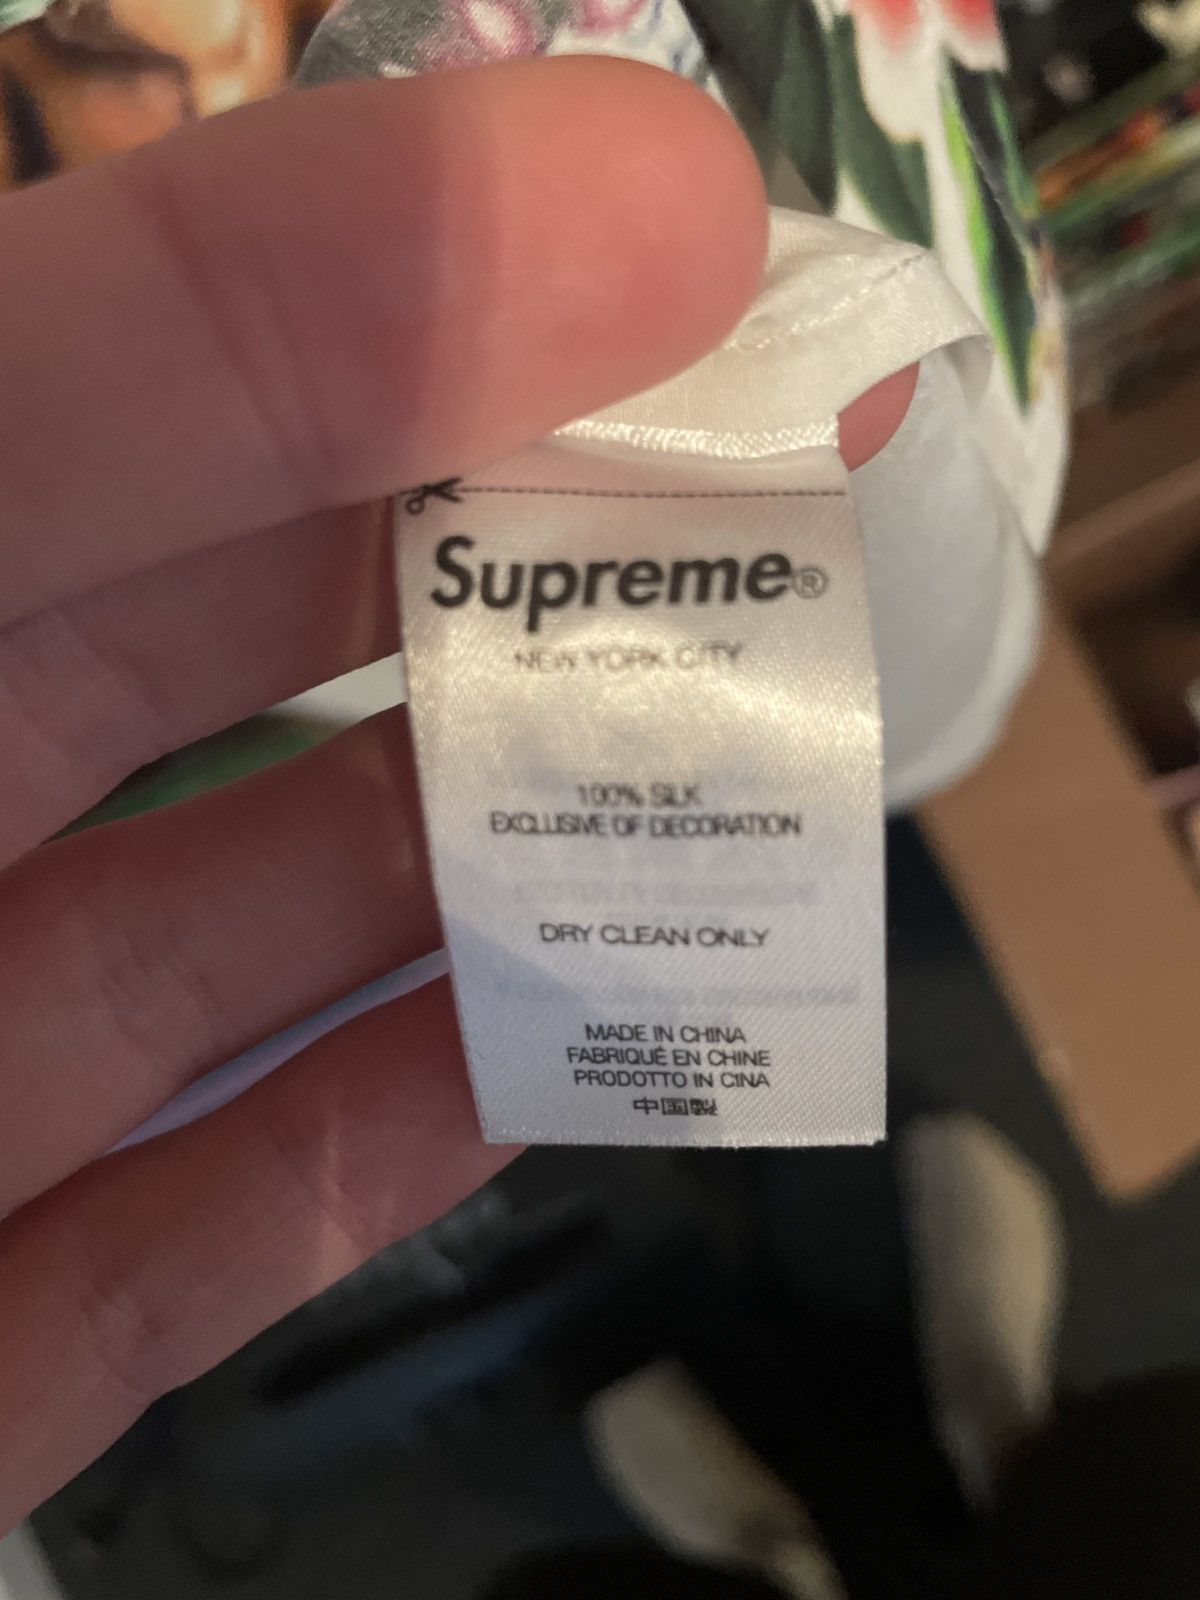 Supreme®
NEW YORK CITY
100% SILK
EXCLUSIVE OF DECORATION
DRY CLEAN ONLY
MADE IN CHINA
FABRIQUÉ EN CHINE
PRODOTTO IN CINA
中国製